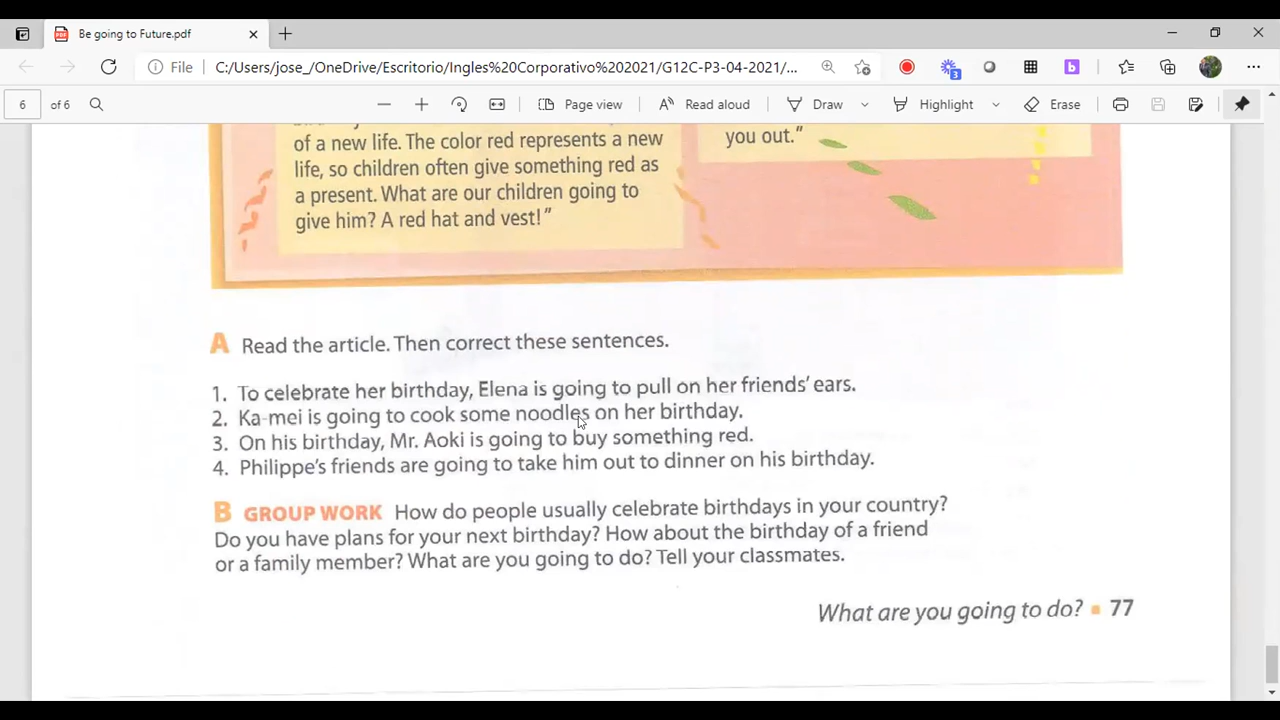 Be going to Future.pdf
File
C:/Users/jose_/OneDrive/Escritorio/Ingles%20Corporativo%202021/G12C-P3-04-2021/...
3
b
6
of 6
Page view
Read aloud
Draw
Highlight
Erase
of a new life. The color red represents a new
life, so children often give something red as
a present. What are our children going to
give him? A red hat and vest!"
you out."
A Read the article. Then correct these sentences.
1. To celebrate her birthday, Elena is going to pull on her friends' ears.
2. Ka-mei is going to cook some noodles on her birthday.
3. On his birthday, Mr. Aoki is going to buy something red.
4. Philippe's friends are going to take him out to dinner on his birthday.
B GROUP WORK How do people usually celebrate birthdays in your country?
Do you have plans for your next birthday? How about the birthday of a friend
or a family member? What are you going to do? Tell your classmates.
What are you going to do? ▪ 77